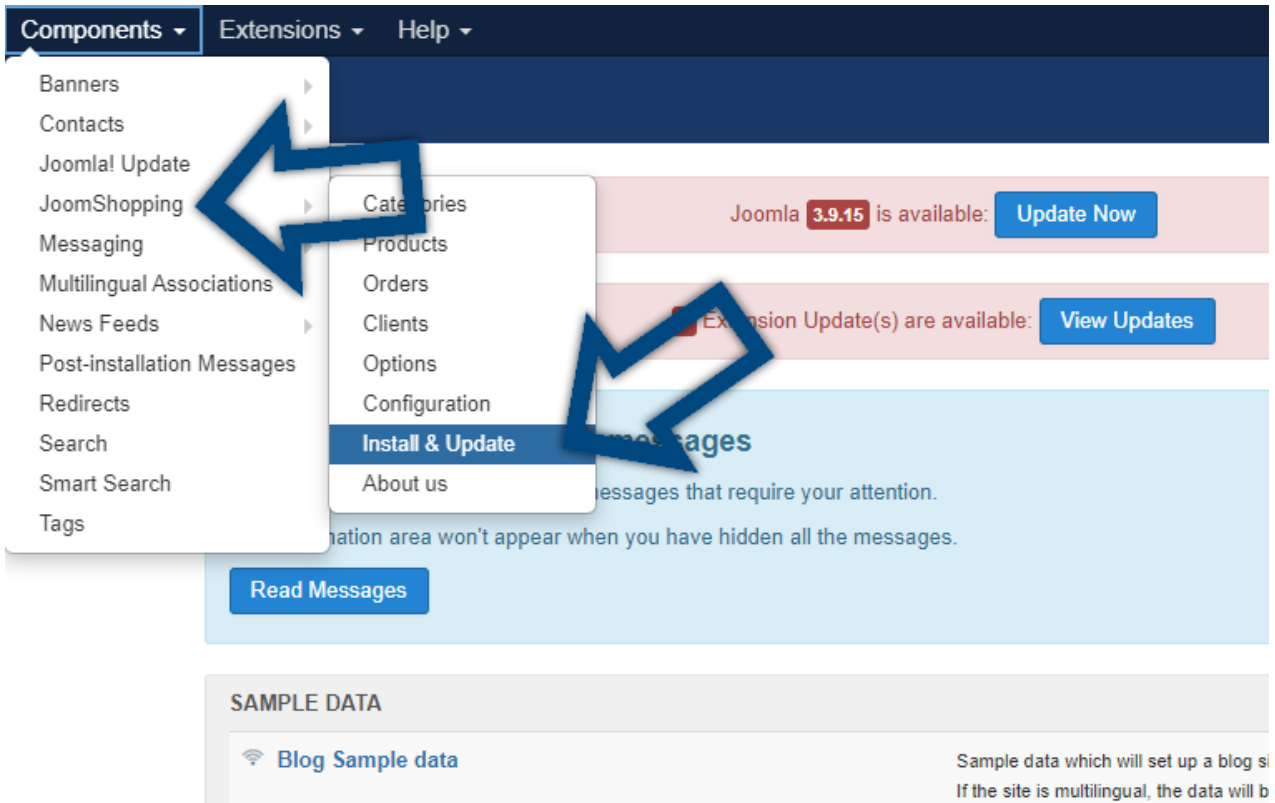 Components Extensions Help
Banners
Contacts
Joomla! Update
JoomShopping
Messaging
Multilingual Associations
News Feeds
Post-installation Messages
Redirects
Search
Smart Search
Tags
Categories
Products
Orders
Clients
Options
Configuration
Install & Update
About us
Joomla 3.9.15 is available: Update Now
Extension Update(s) are available: View Updates
messages
messages that require your attention.
area won't appear when you have hidden all the messages.
Read Messages
SAMPLE DATA
Blog Sample data
Sample data which will set up a blog
If the site is multilingual, the data will